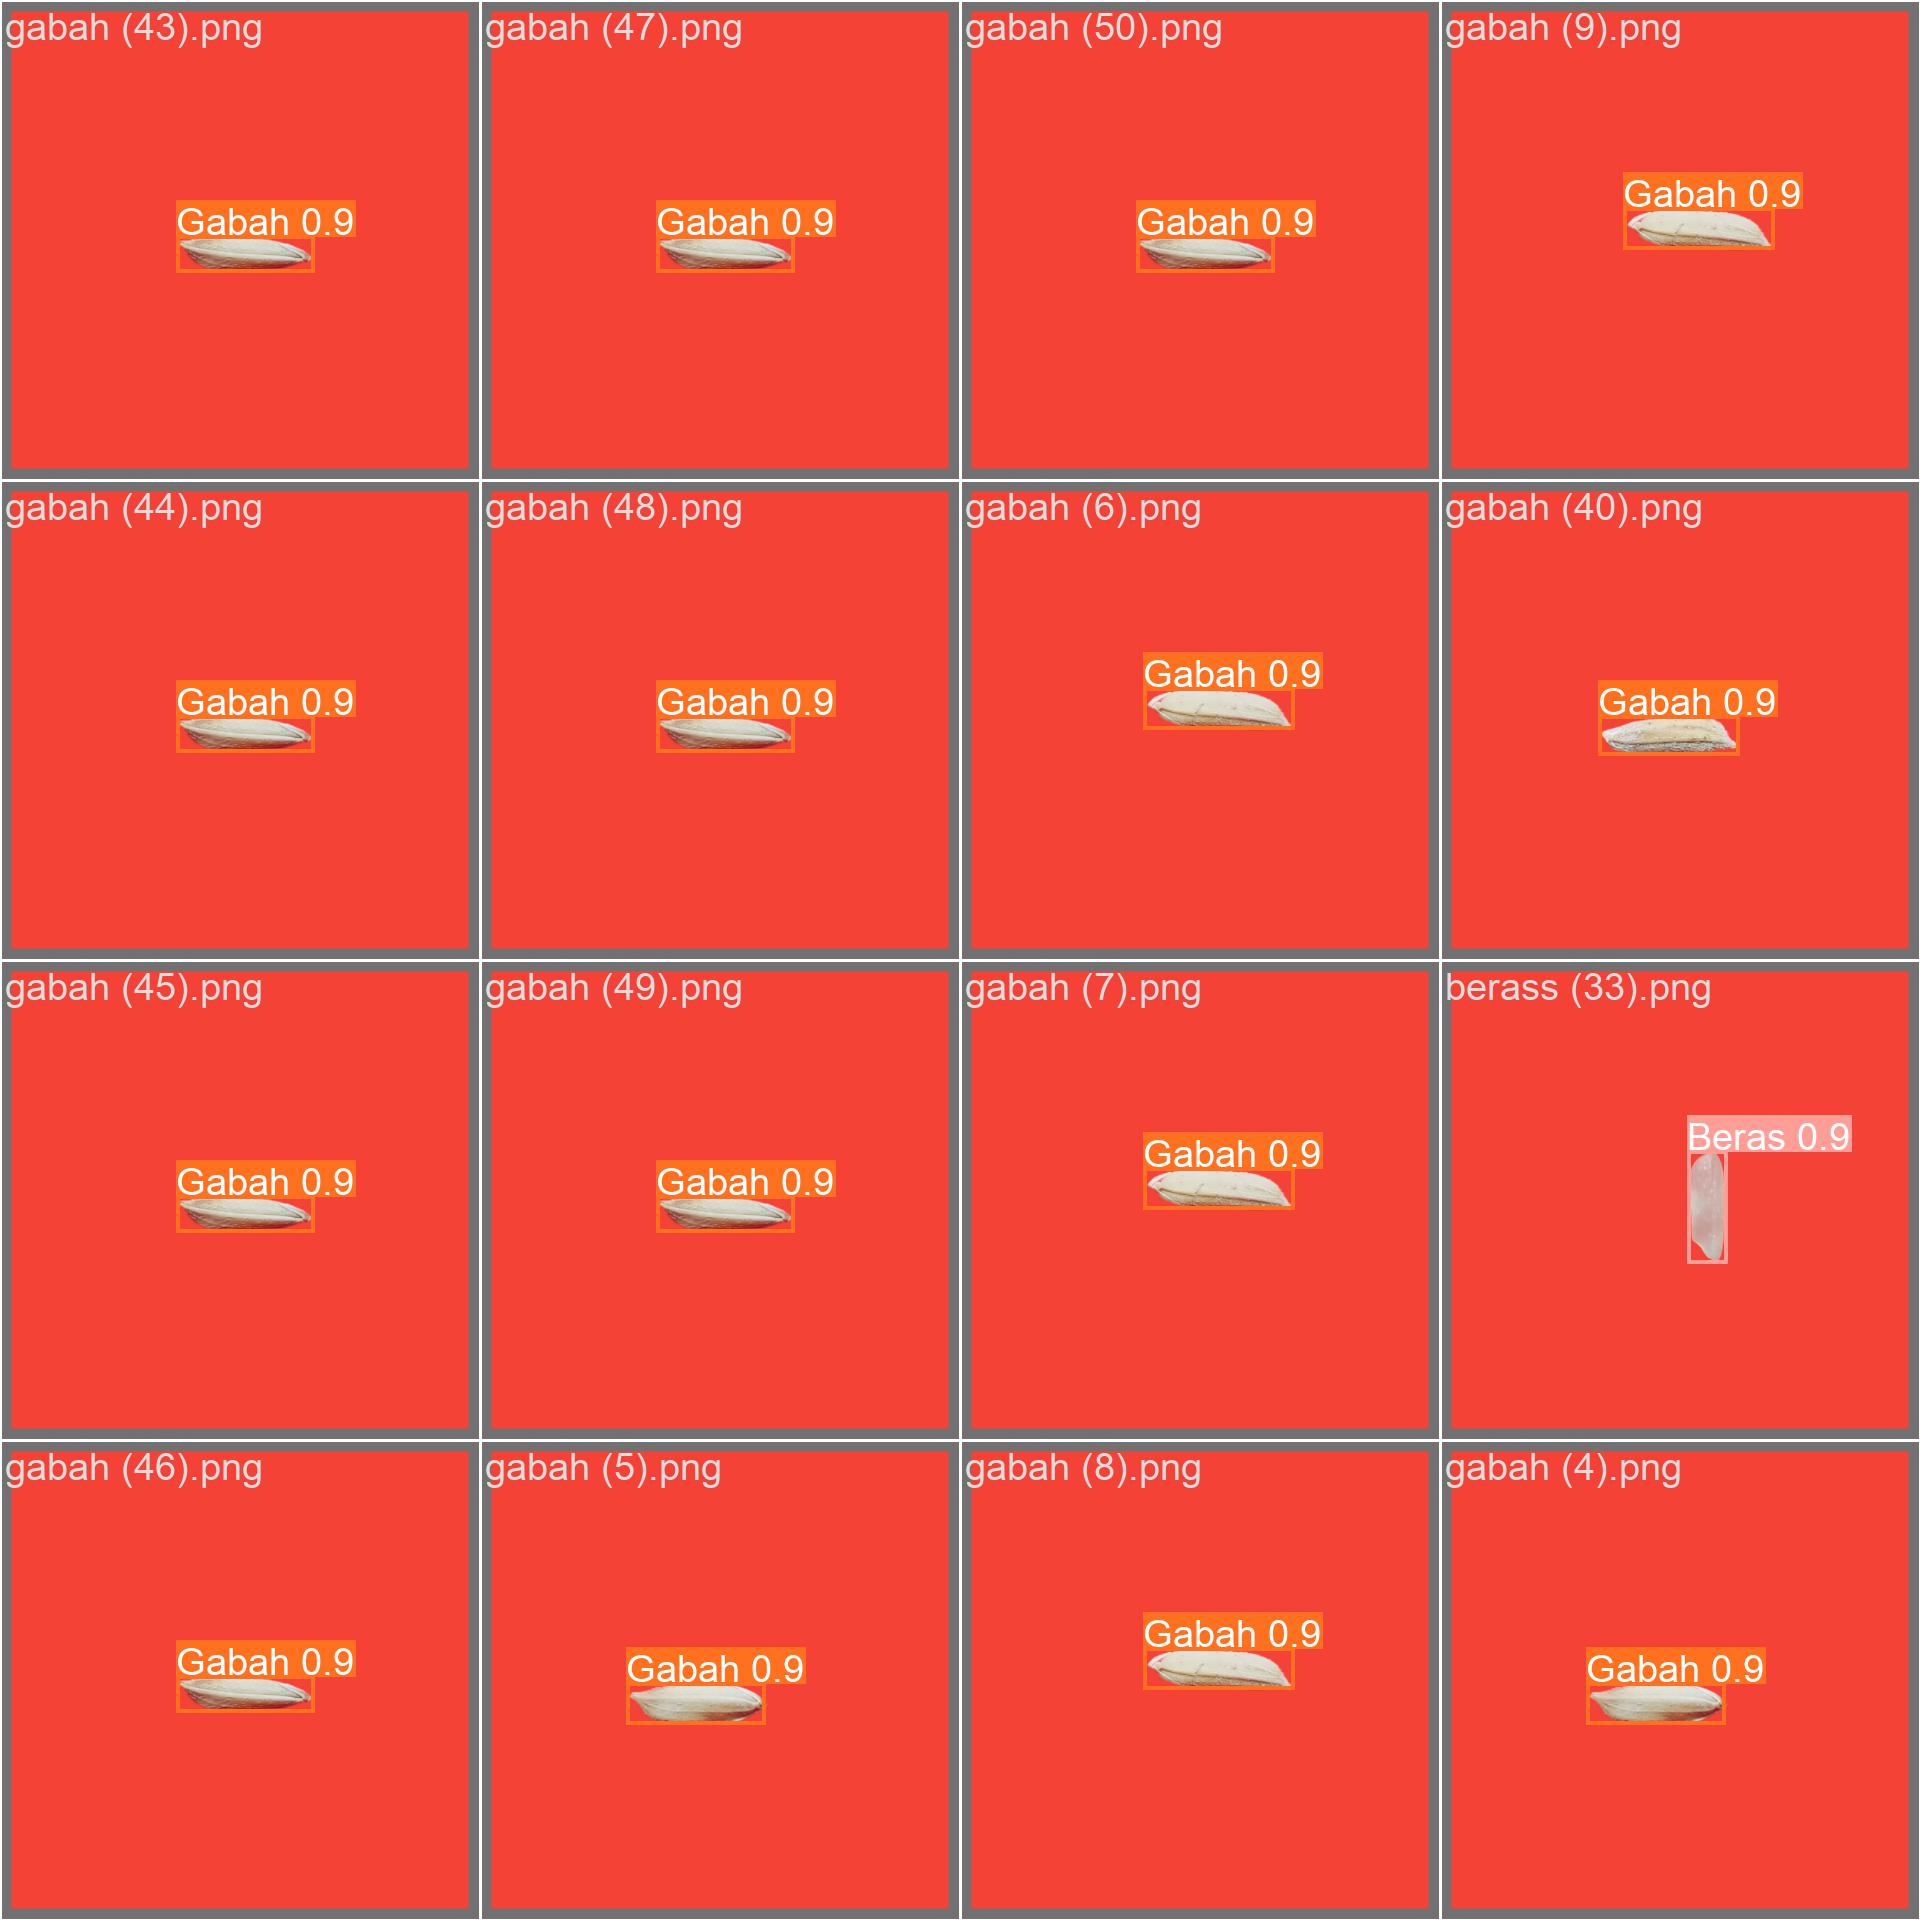 gabah (43).png
Gabah 0.9
gabah (47).png
Gabah 0.9
gabah (50).png
Gabah 0.9
gabah (9).png
Gabah 0.9
gabah (44).png
Gabah 0.9
gabah (48).png
Gabah 0.9
gabah (6).png
Gabah 0.9
gabah (40).png
Gabah 0.9
gabah (45).png
Gabah 0.9
gabah (49).png
Gabah 0.9
gabah (7).png
Gabah 0.9
berass (33).png
Beras 0.9
gabah (46).png
Gabah 0.9
gabah (5).png
Gabah 0.9
gabah (8).png
Gabah 0.9
gabah (4).png
Gabah 0.9